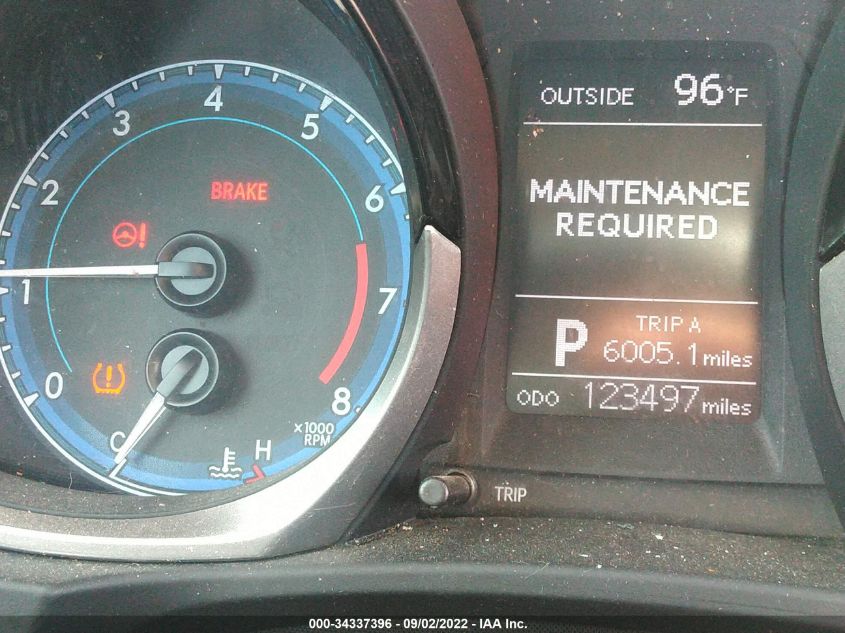 0
1
2
3
4
5
6
7
8
x1000
RPM
BRAKE
!
!
C
H
OUTSIDE 96°F
MAINTENANCE
REQUIRED
P
TRIP A
6005.1 miles
ODO 123497 miles
TRIP
000-34337396 - 09/02/2022 - © IAA Inc.